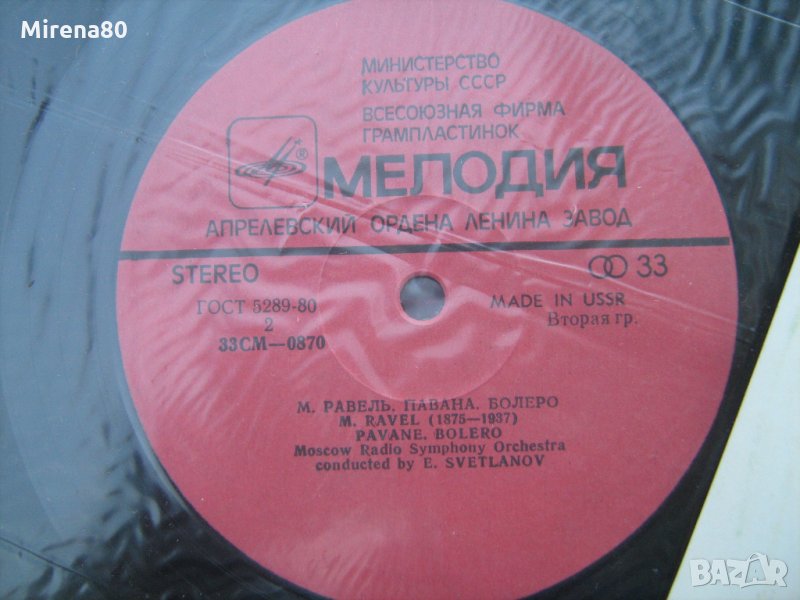 Mirena80
МИНИСТЕРСТВО
КУЛЬТУРЫ СССР
ВСЕСОЮЗНАЯ ФИРМА
ГРАМПЛАСТИНОК
®
МЕЛОДИЯ
АПРЕЛЕВСКИЙ ОРДЕНА ЛЕНИНА ЗАВОД
STEREO
33
ГОСТ 5289-80
MADE IN USSR
2
Вторая гр.
33СМ—0870
М. РАВЕЛЬ. ПАВАНА. БОЛЕРО
M. RAVEL (1875—1937)
PAVANE. BOLERO
Moscow Radio Symphony Orchestra
conducted by E. SVETLANOV
BAZAR